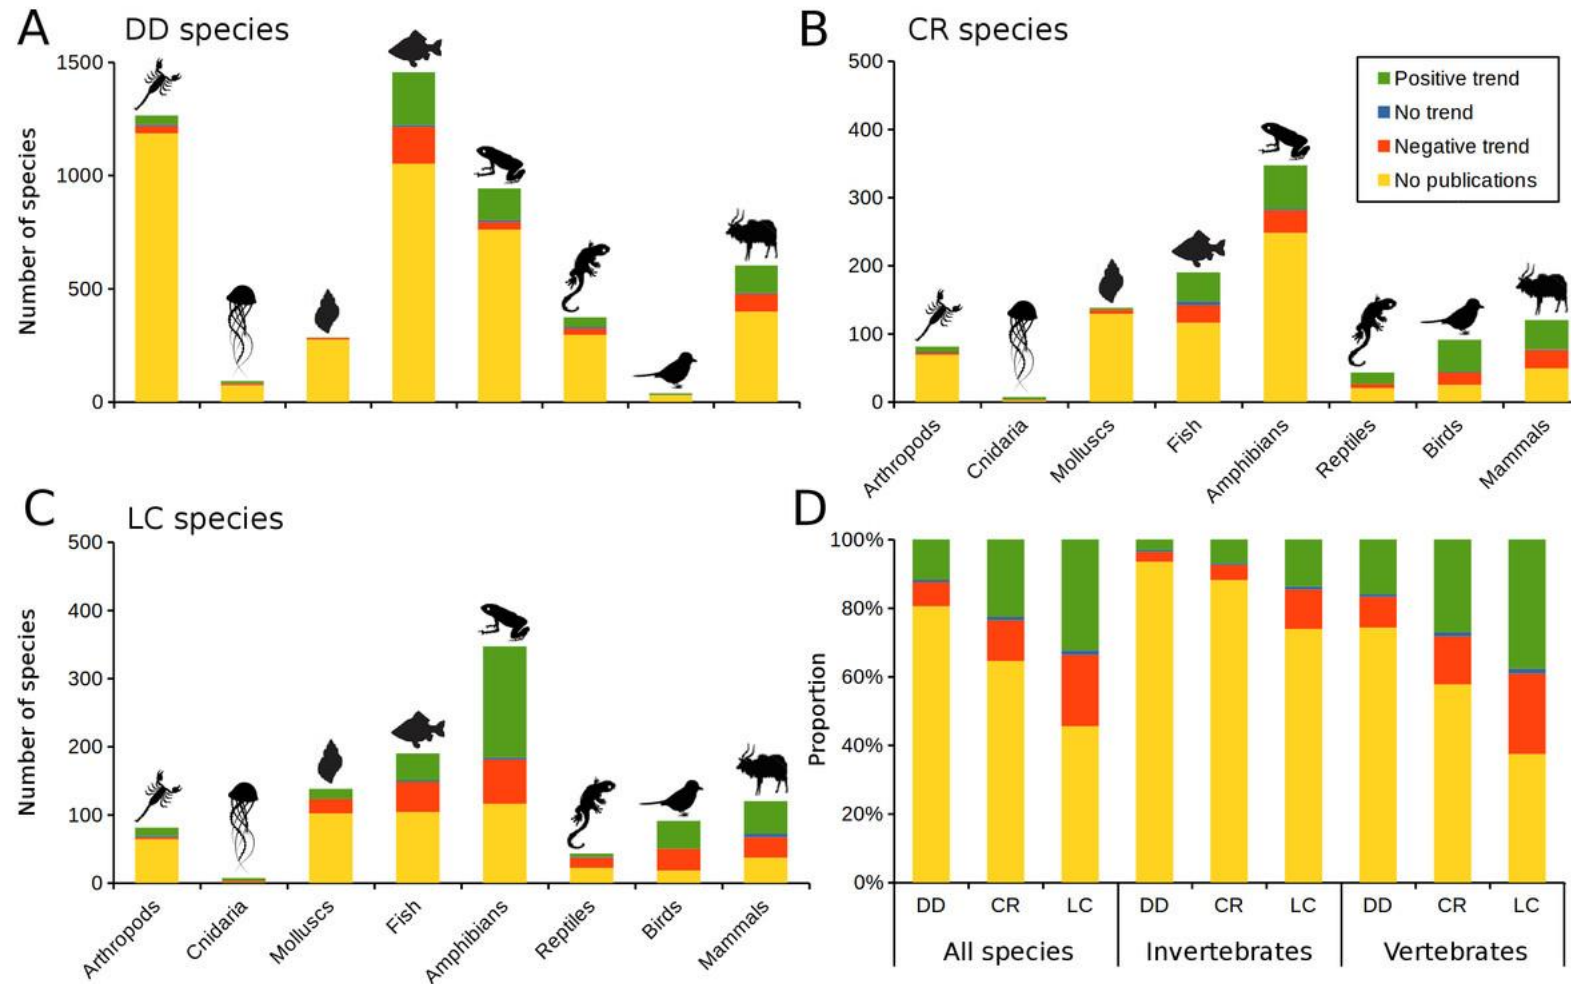 A
DD species
1500
1000
500
0
Number of species
B
CR species
500
400
300
200
100
0
Positive trend
No trend
Negative trend
No publications
Arthropods
Cnidaria
Molluscs
Fish
Amphibians
Reptiles
Birds
Mammals
C
LC species
500
400
300
200
100
0
Number of species
Arthropods
Cnidaria
Molluscs
Fish
Amphibians
Reptiles
Birds
Mammals
D
100%
80%
60%
40%
20%
0%
Proportion
DD CR LC DD CR LC DD CR LC
All species Invertebrates Vertebrates